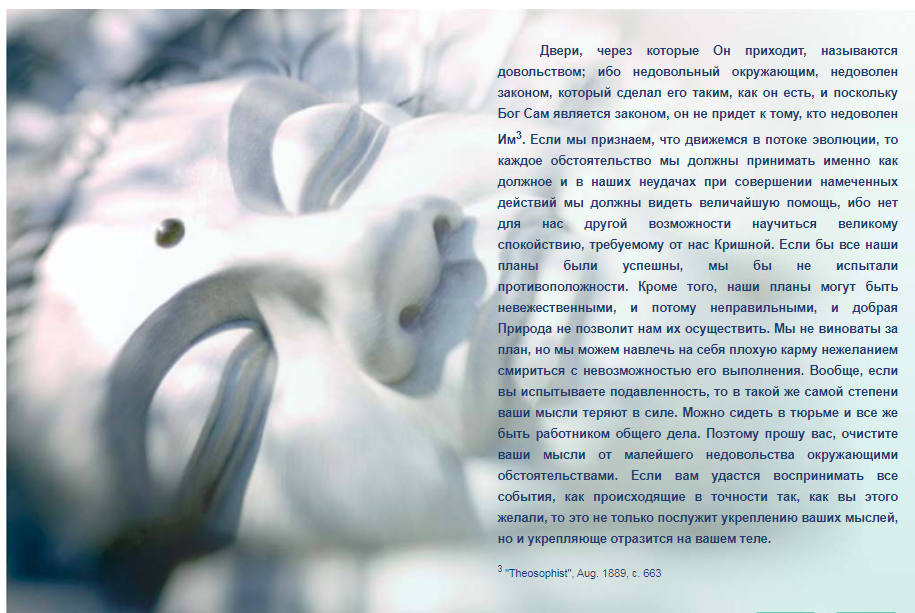 Двери, через которые Он приходит, называются
довольством; ибо недовольный окружающим, недоволен
законом, который сделал его таким, как он есть, и поскольку
Бог Сам является законом, он не придет к тому, кто недоволен
Им³. Если мы признаем, что движемся в потоке эволюции, то
каждое обстоятельство мы должны принимать именно как
должное и в наших неудачах при совершении намеченных
действий мы должны видеть величайшую помощь, ибо нет
для нас другой возможности научиться великому
спокойствию, требуемому от нас Кришной. Если бы все наши
планы были успешны, мы бы не испытали
противоположности. Кроме того, наши планы могут быть
невежественными, и потому неправильными, и добрая
Природа не позволит нам их осуществить. Мы не виноваты за
план, но мы можем навлечь на себя плохую карму нежеланием
смириться с невозможностью его выполнения. Вообще, если
вы испытываете подавленность, то в такой же самой степени
ваши мысли теряют в силе. Можно сидеть в тюрьме и все же
быть работником общего дела. Поэтому прошу вас, очистите
ваши мысли от малейшего недовольства окружающими
обстоятельствами. Если вам удастся воспринимать все
события, как происходящие в точности так, как вы этого
желали, то это не только послужит укреплению ваших мыслей,
но и укрепляюще отразится на вашем теле.
³ "Theosophist", Aug. 1889, с. 663